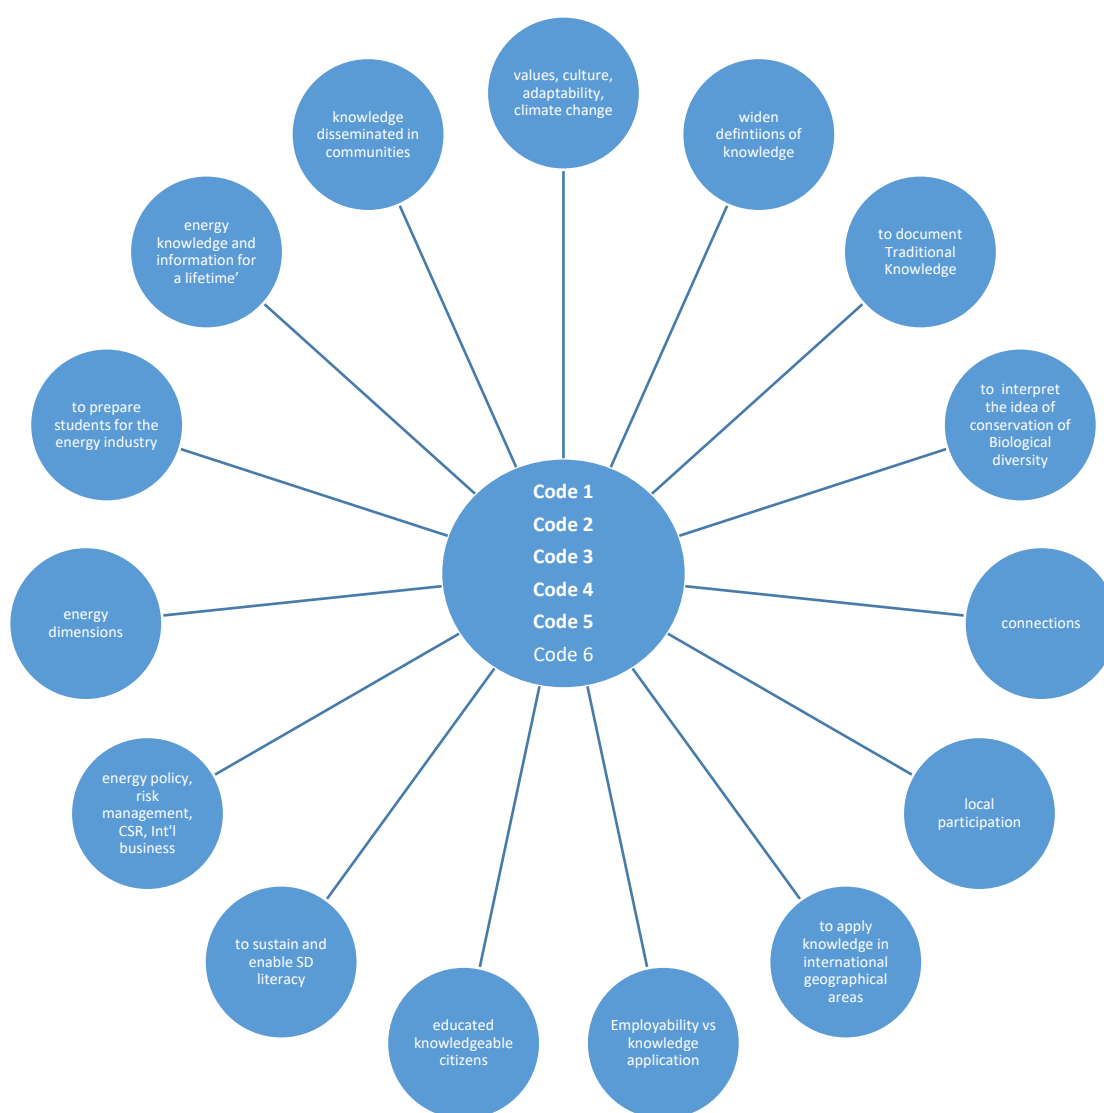 values, culture,
adaptability,
climate change
widen
defintiions of
knowledge
to document
Traditional
Knowledge
to  interpret
the idea of
conservation of
Biological
diversity
connections
local
participation
to apply
knowledge in
international
geographical
areas
Employability vs
knowledge
application
educated
knowledgeable
citizens
to sustain and
enable SD
literacy
energy policy,
risk
management,
CSR, Int'l
business
energy
dimensions
to prepare
students for the
energy industry
energy
knowledge and
information for
a lifetime’
knowledge
disseminated in
communities
Code 1
Code 2
Code 3
Code 4
Code 5
Code 6